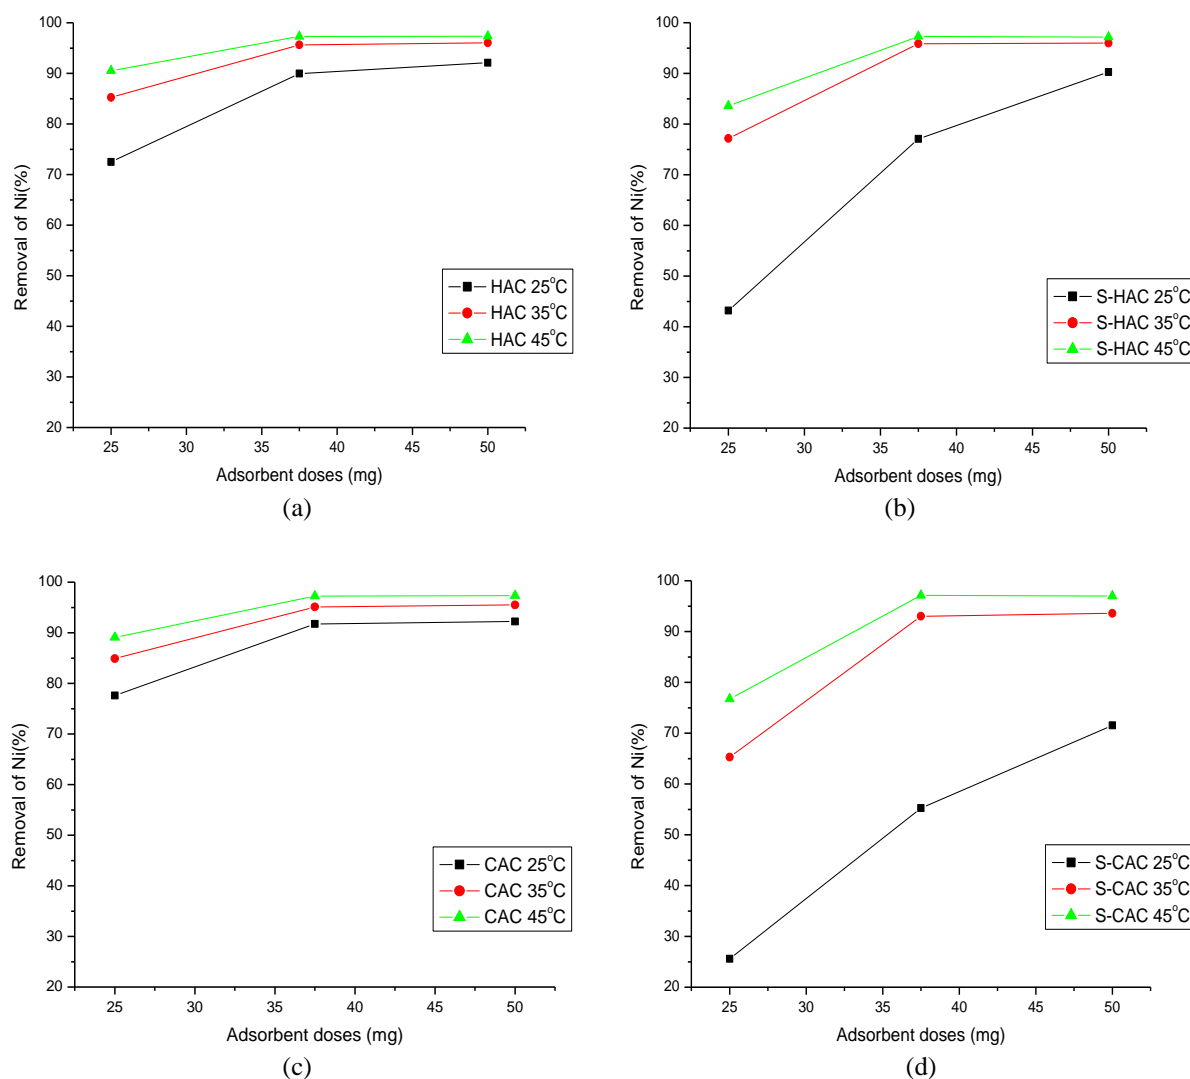 100
90
80
70
60
50
40
30
20
Removal of Ni(%)
HAC 25°C
HAC 35°C
HAC 45°C
25 30 35 40 45 50
Adsorbent doses (mg)
(a)
100
90
80
70
60
50
40
30
20
Removal of Ni(%)
S-HAC 25°C
S-HAC 35°C
S-HAC 45°C
25 30 35 40 45 50
Adsorbent doses (mg)
(b)
100
90
80
70
60
50
40
30
20
Removal of Ni(%)
CAC 25°C
CAC 35°C
CAC 45°C
25 30 35 40 45 50
Adsorbent doses (mg)
(c)
100
90
80
70
60
50
40
30
20
Removal of Ni(%)
S-CAC 25°C
S-CAC 35°C
S-CAC 45°C
25 30 35 40 45 50
Adsorbent doses (mg)
(d)